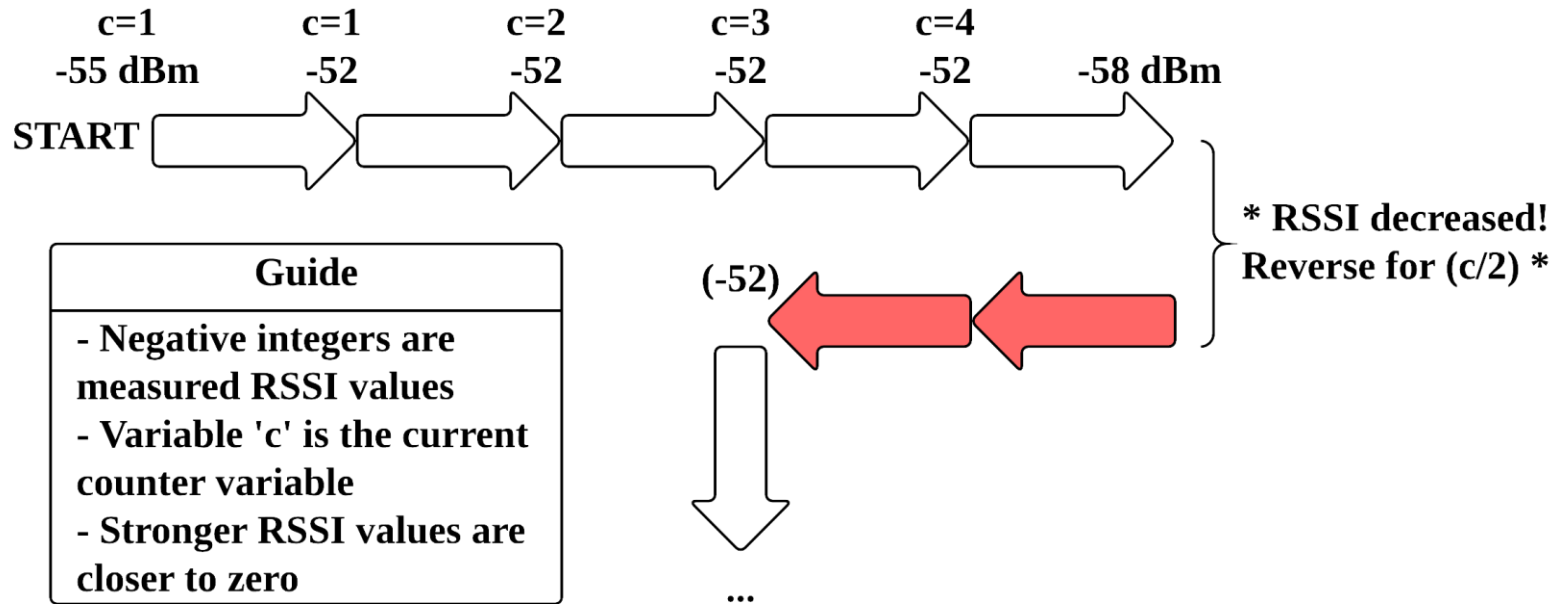 c=1 c=1 c=2 c=3 c=4
-55 dBm -52 -52 -52 -52 -58 dBm
START
* RSSI decreased!
Reverse for (c/2) *
(-52)
Guide
- Negative integers are
measured RSSI values
- Variable 'c' is the current
counter variable
- Stronger RSSI values are
closer to zero
...